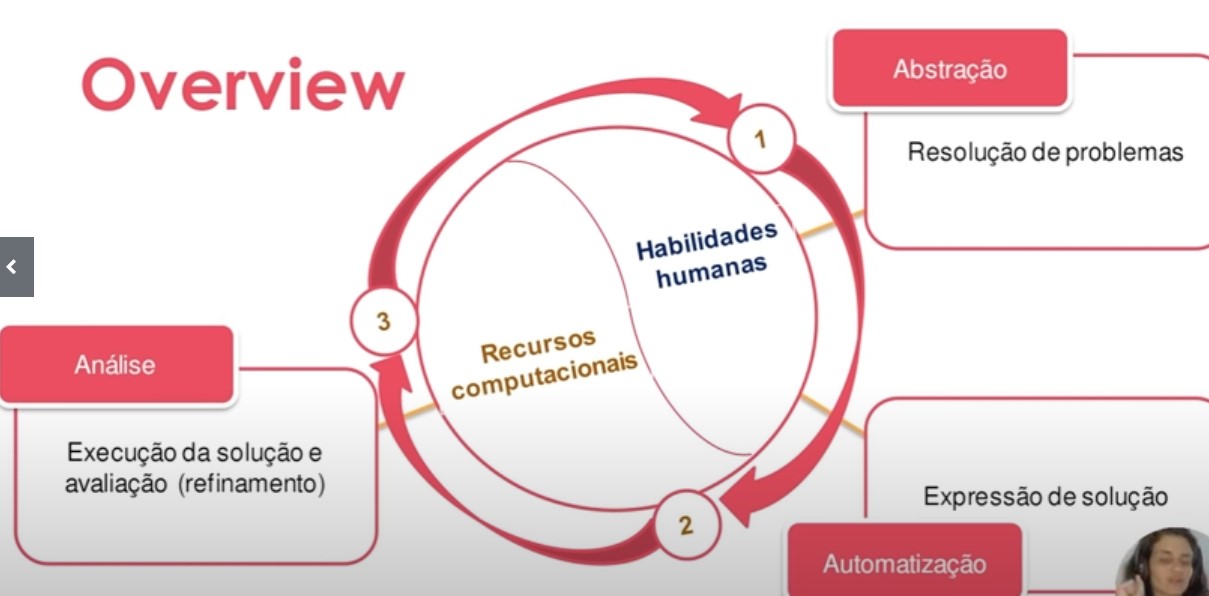 Overview
Abstração
Resolução de problemas
1
Habilidades
humanas
3
Recursos
computacionais
Análise
Execução da solução e
avaliação (refinamento)
2
Expressão de solução
Automatização